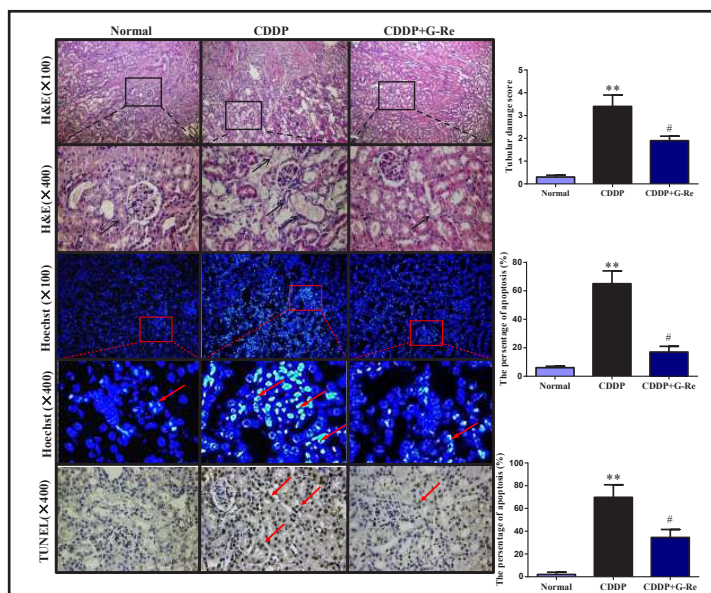 Normal CDDP CDDP+G-Re
H&E(×100)
H&E(×400)
Hoechst (×100)
Hoechst (×400)
TUNEL(×400)
Tubular damage score
5
4
3
2
1
0
**
#
Normal CDDP CDDP+G-Re
The persentage of apoptosis (%)
80
60
40
20
0
**
#
Normal CDDP CDDP+G-Re
The persentage of apoptosis (%)
100
80
60
40
20
0
**
#
Normal CDDP CDDP+G-Re